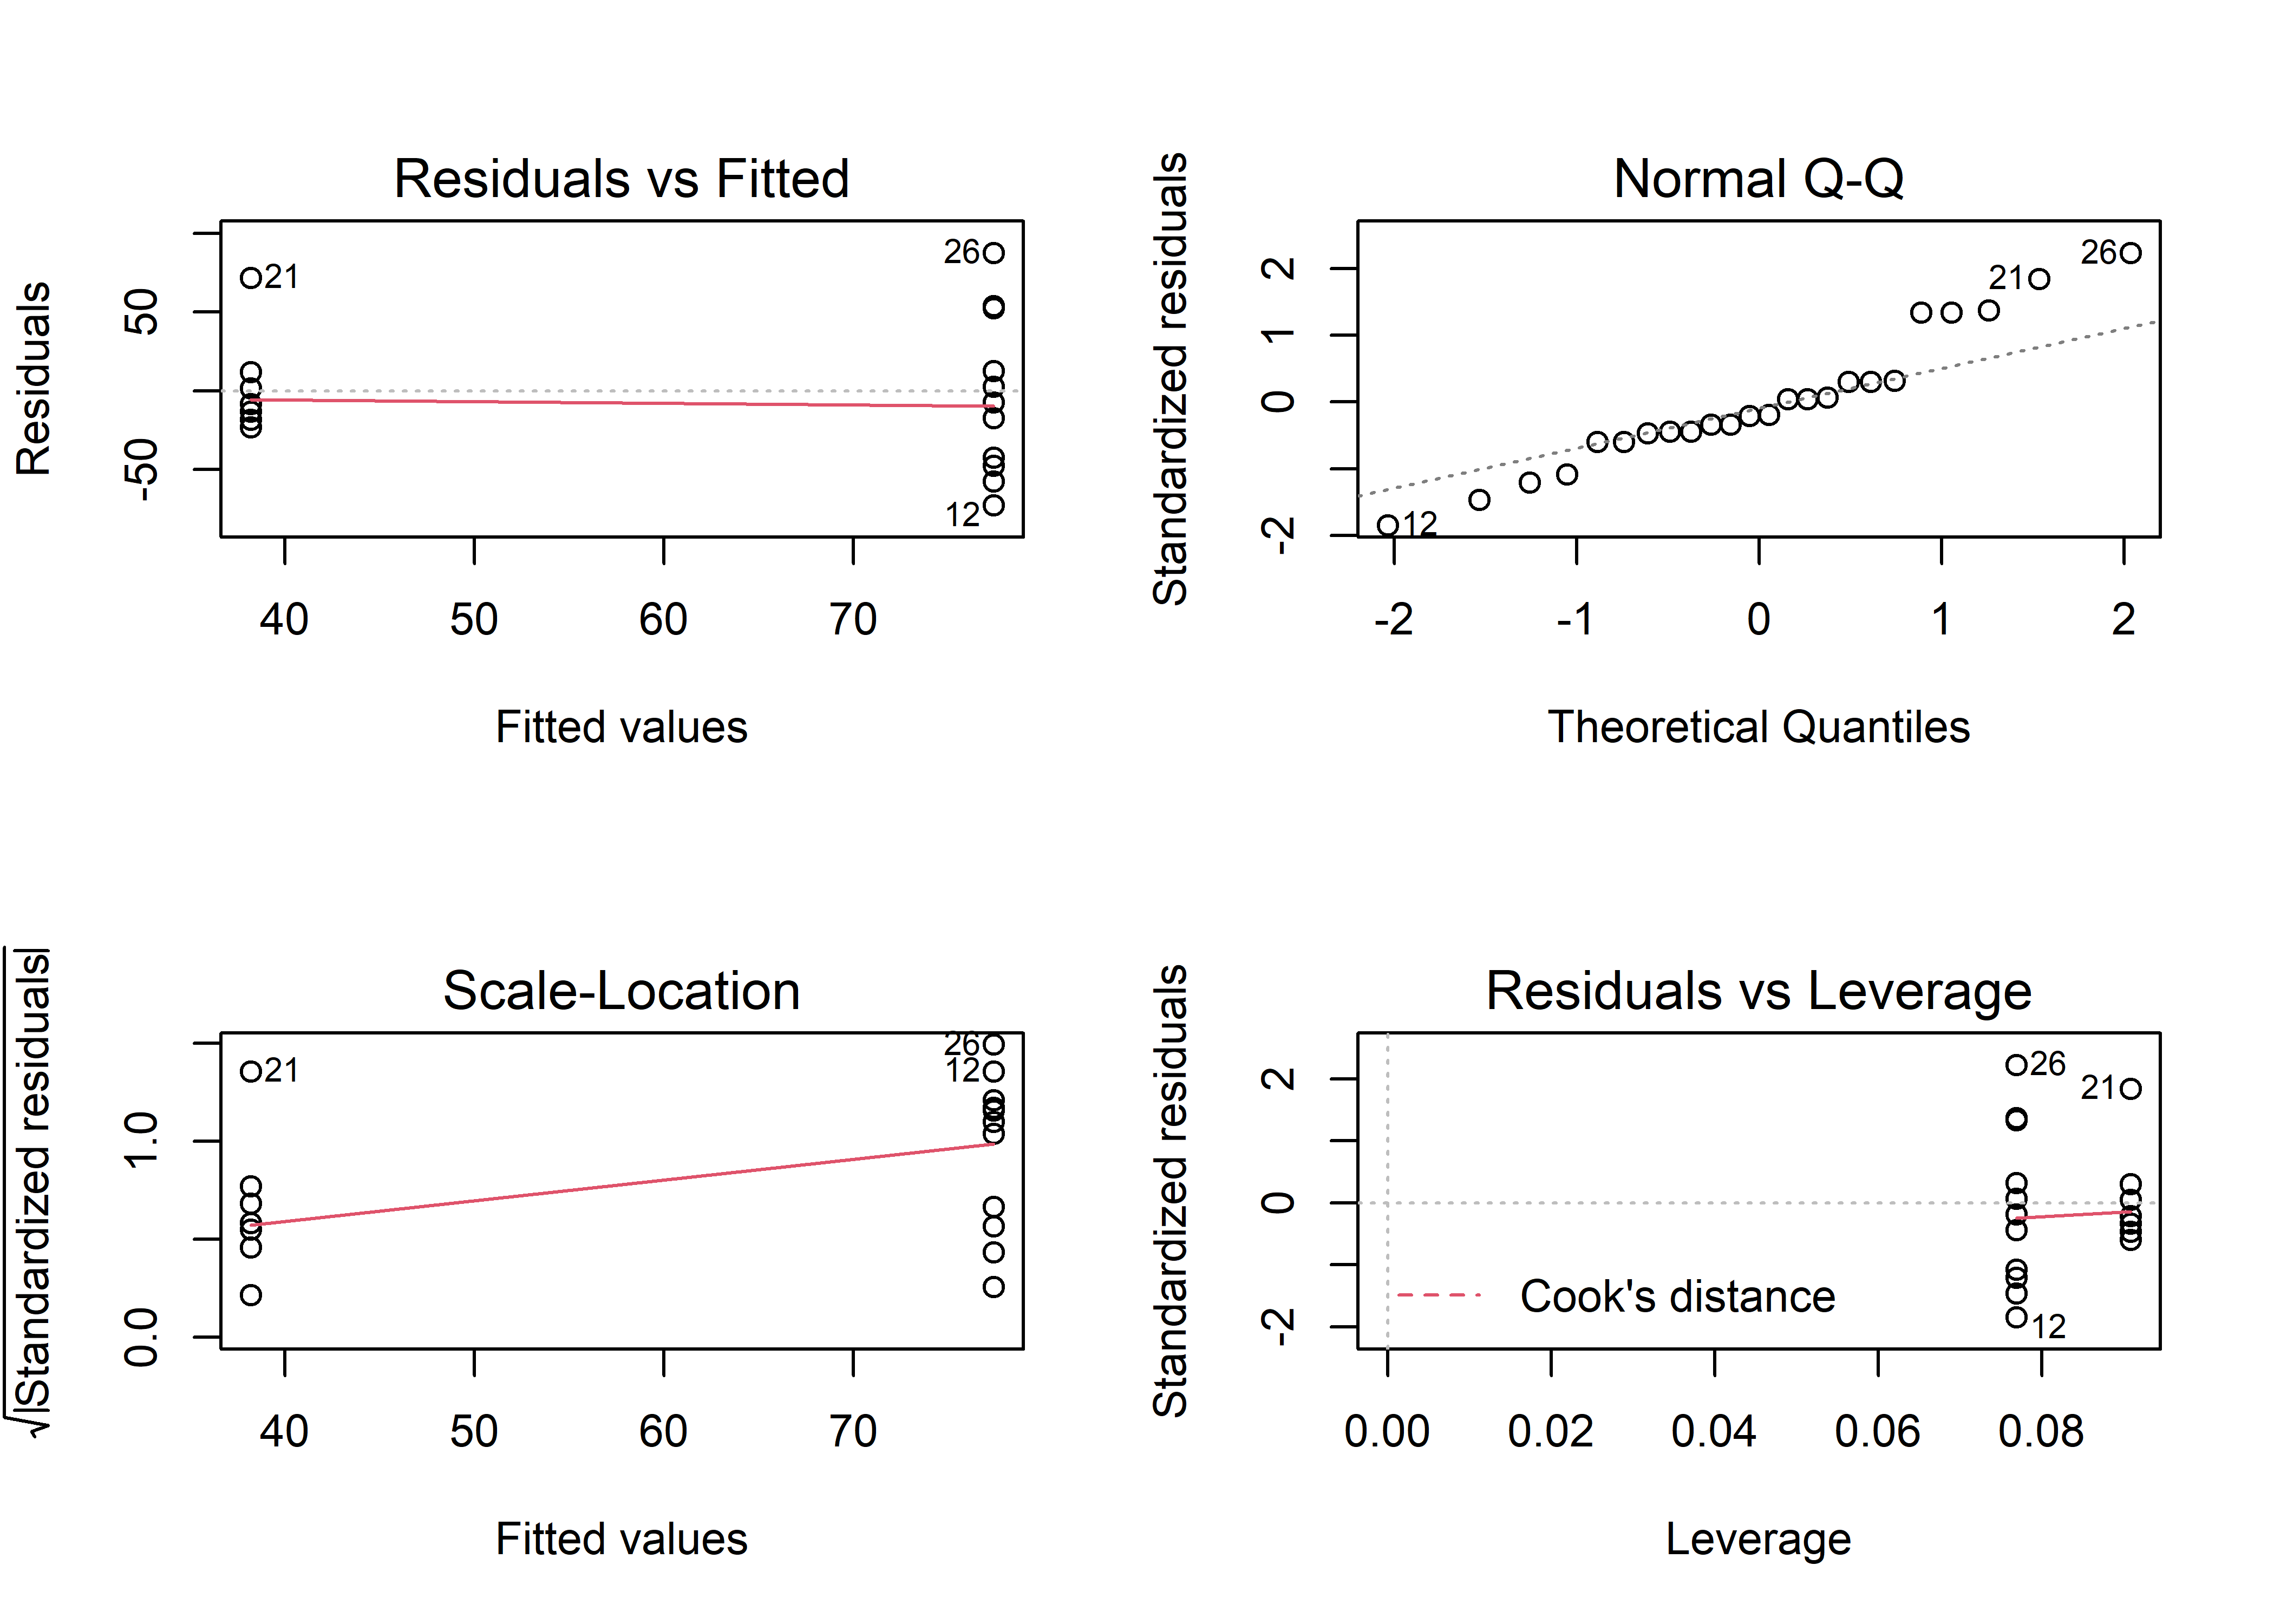 Residuals vs Fitted
Residuals
50
-50
21
26
12
40 50 60 70
Fitted values
Normal Q-Q
Standardized residuals
2
1
0
-2
26
21
12
-2 -1 0 1 2
Theoretical Quantiles
Scale-Location
√|Standardized residuals|
1.0
0.0
21
26
12
40 50 60 70
Fitted values
Residuals vs Leverage
Standardized residuals
2
0
-2
26
21
12
Cook's distance
0.00 0.02 0.04 0.06 0.08
Leverage